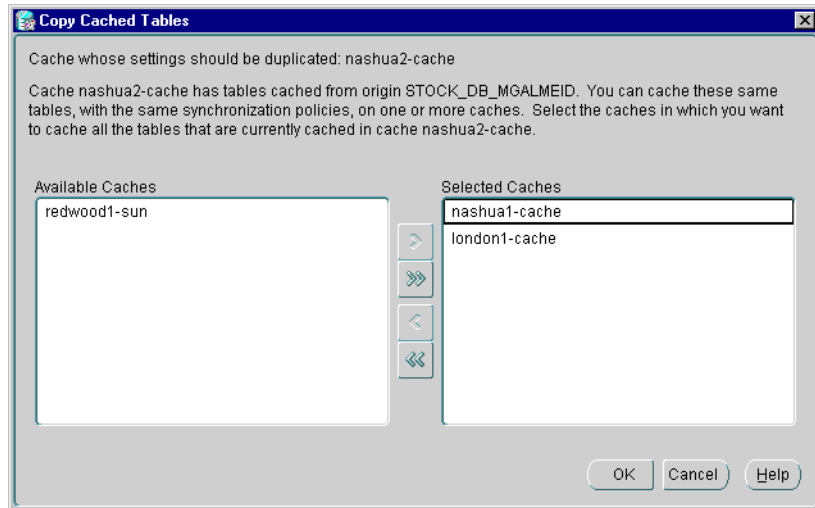 Copy Cached Tables
Cache whose settings should be duplicated: nashua2-cache
Cache nashua2-cache has tables cached from origin STOCK_DB_MGALMEID. You can cache these same
tables, with the same synchronization policies, on one or more caches. Select the caches in which you want
to cache all the tables that are currently cached in cache nashua2-cache.
Available Caches
Selected Caches
redwood1-sun
nashua1-cache
london1-cache
OK
Cancel
Help